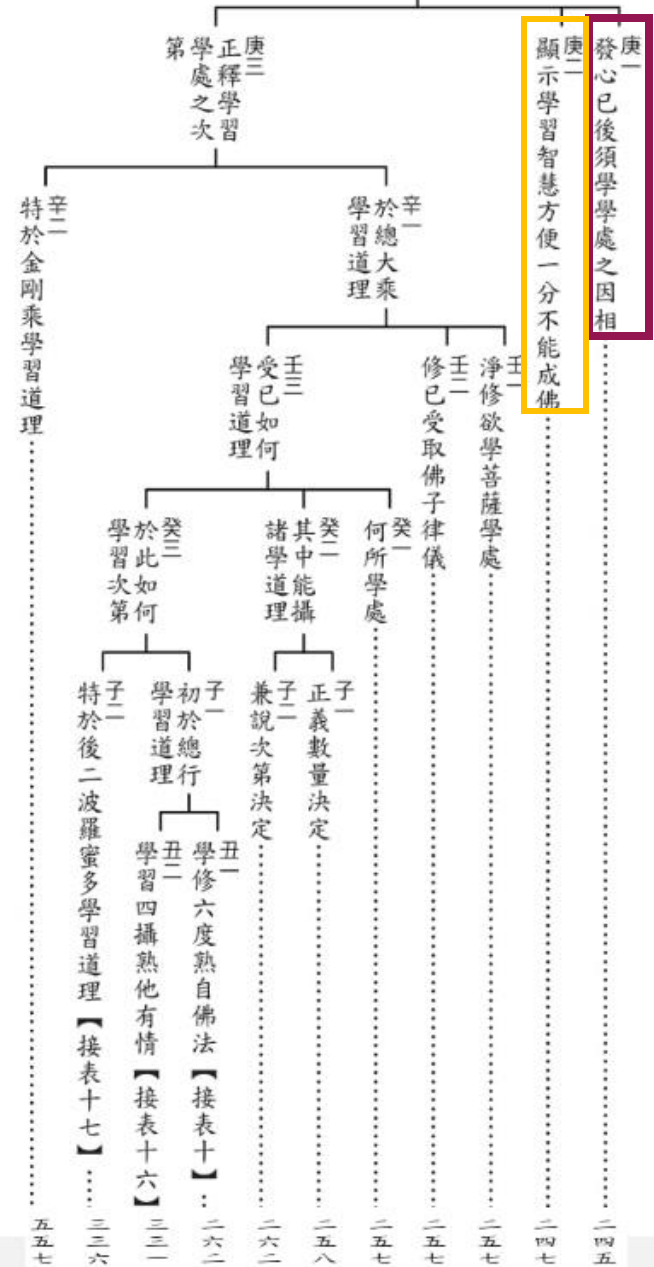 庚一
發心已後須學學處之因相
二四五
庚二
顯示學習智慧方便一分不能成佛
二四七
庚三
正釋學習
學處之次
第
辛一
於總大乘
學習道理
壬一
淨修欲學菩薩學處
二五七
壬二
修已受取佛子律儀
二五七
壬三
受已如何
學習道理
癸一
何所學處
二五七
癸二
其中能攝
諸學道理
子一
正義數量決定
二五八
子二
兼說次第決定
二六二
癸三
於此如何
學習次第
子一
初於總行
學習道理
丑一
學修六度熟自佛法【接表十】
二六二
丑二
學習四攝熟他有情【接表十六】
三三一
子二
特於後二波羅蜜多學習道理【接表十七】
三三六
辛二
特於金剛乘學習道理
五五七